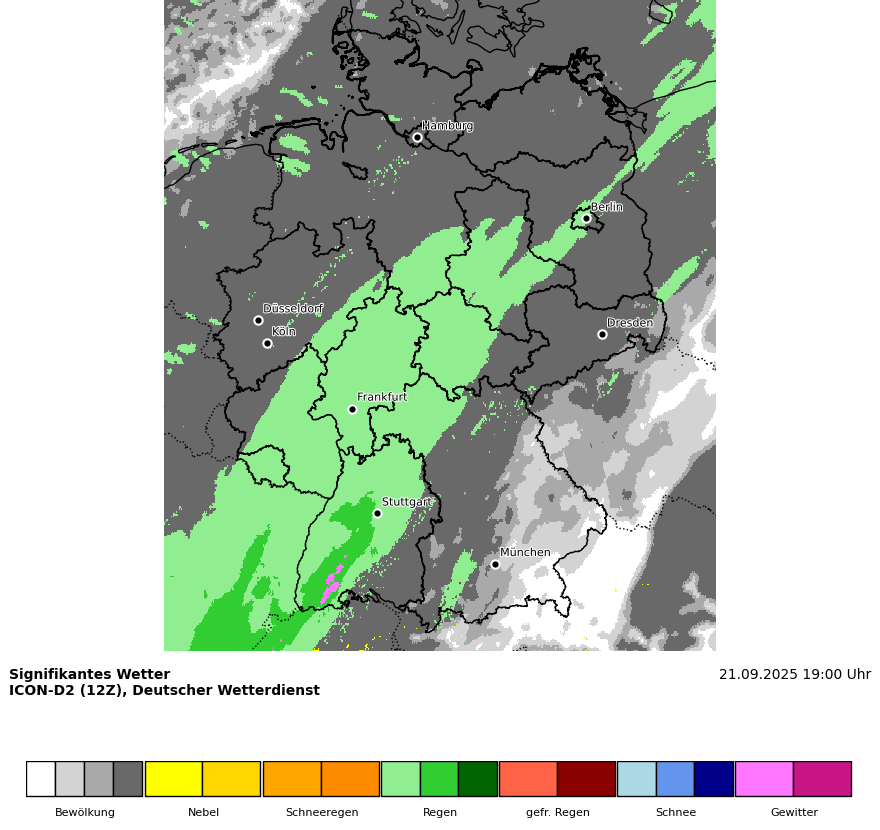 Hamburg
Berlin
Düsseldorf
Köln
Dresden
Frankfurt
Stuttgart
München
Signifikantes Wetter
21.09.2025 19:00 Uhr
ICON-D2 (12Z), Deutscher Wetterdienst
Bewölkung Nebel Schneeregen Regen gefr. Regen Schnee Gewitter